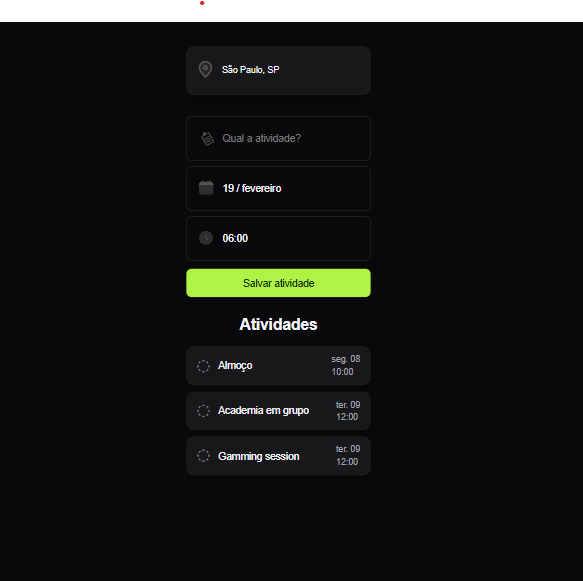 São Paulo, SP
Qual a atividade?
19 / fevereiro
06:00
Salvar atividade
Atividades
Almoço
seg. 08
10:00
Academia em grupo
ter. 09
12:00
Gamming session
ter. 09
12:00